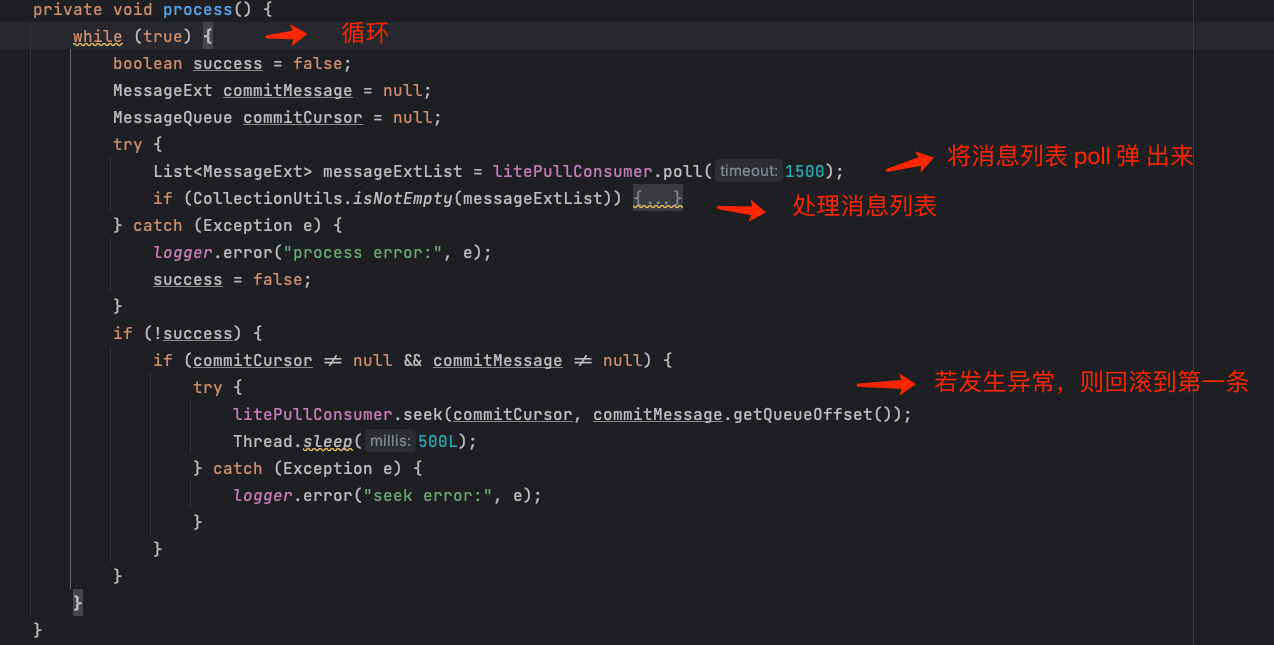 private void process() {
while (true) { 循环
boolean success = false;
MessageExt commitMessage = null;
MessageQueue commitCursor = null;
try {
List<MessageExt> messageExtList = litePullConsumer.poll( timeout: 1500); 将消息列表 poll 弹 出来
if (CollectionUtils.isNotEmpty(messageExtList)) {...} 处理消息列表
} catch (Exception e) {
logger.error("process error:", e);
success = false;
}
if (!success) {
if (commitCursor ≠ null && commitMessage ≠ null) {
try { 若发生异常，则回滚到第一条
litePullConsumer.seek(commitCursor, commitMessage.getQueueOffset());
Thread.sleep( millis: 500L);
} catch (Exception e) {
logger.error("seek error:", e);
}
}
}
}
}